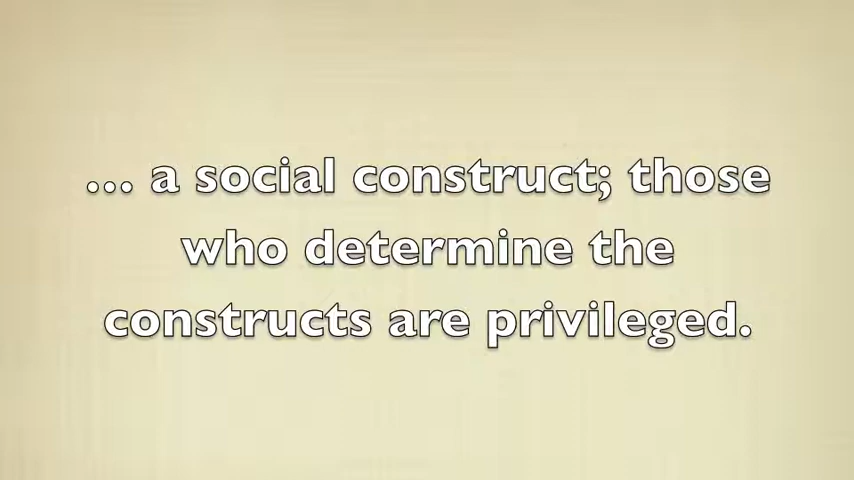 ... a social construct; those
who determine the
constructs are privileged.